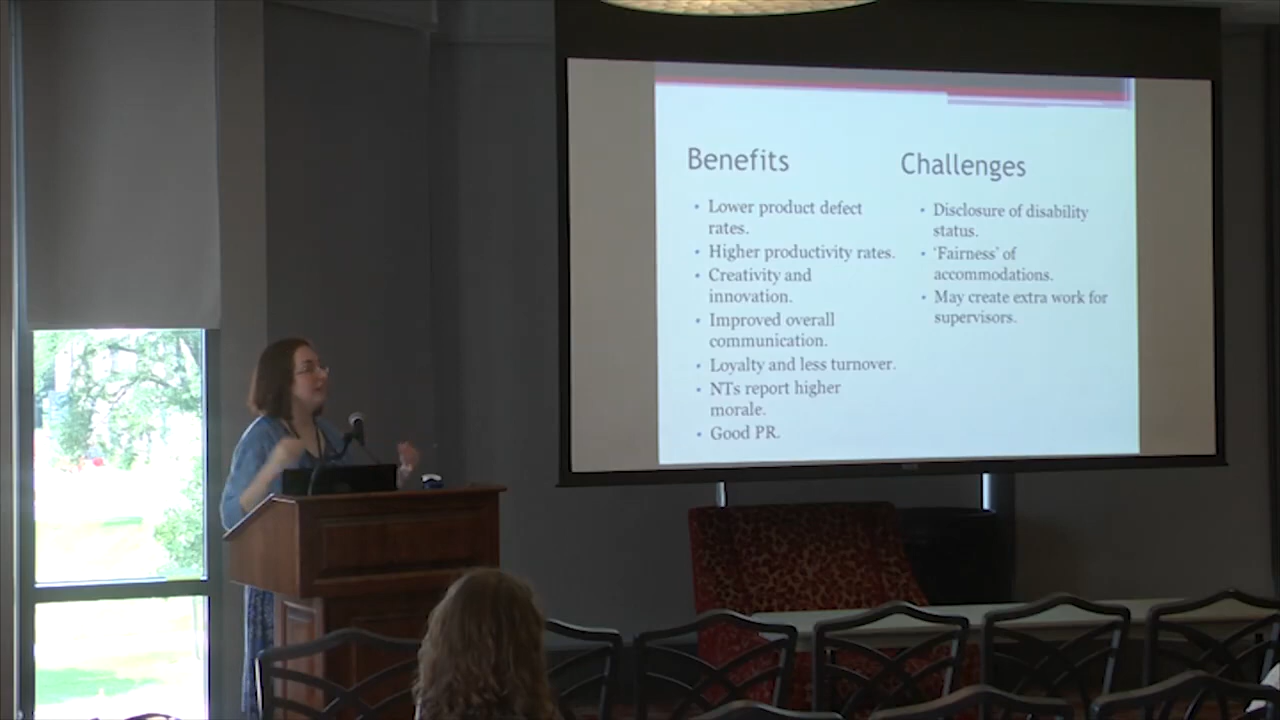 Benefits
• Lower product defect
rates.
• Higher productivity rates.
• Creativity and
innovation.
• Improved overall
communication.
• Loyalty and less turnover.
• NTs report higher
morale.
• Good PR.
Challenges
• Disclosure of disability
status.
• ‘Fairness’ of
accommodations.
• May create extra work for
supervisors.